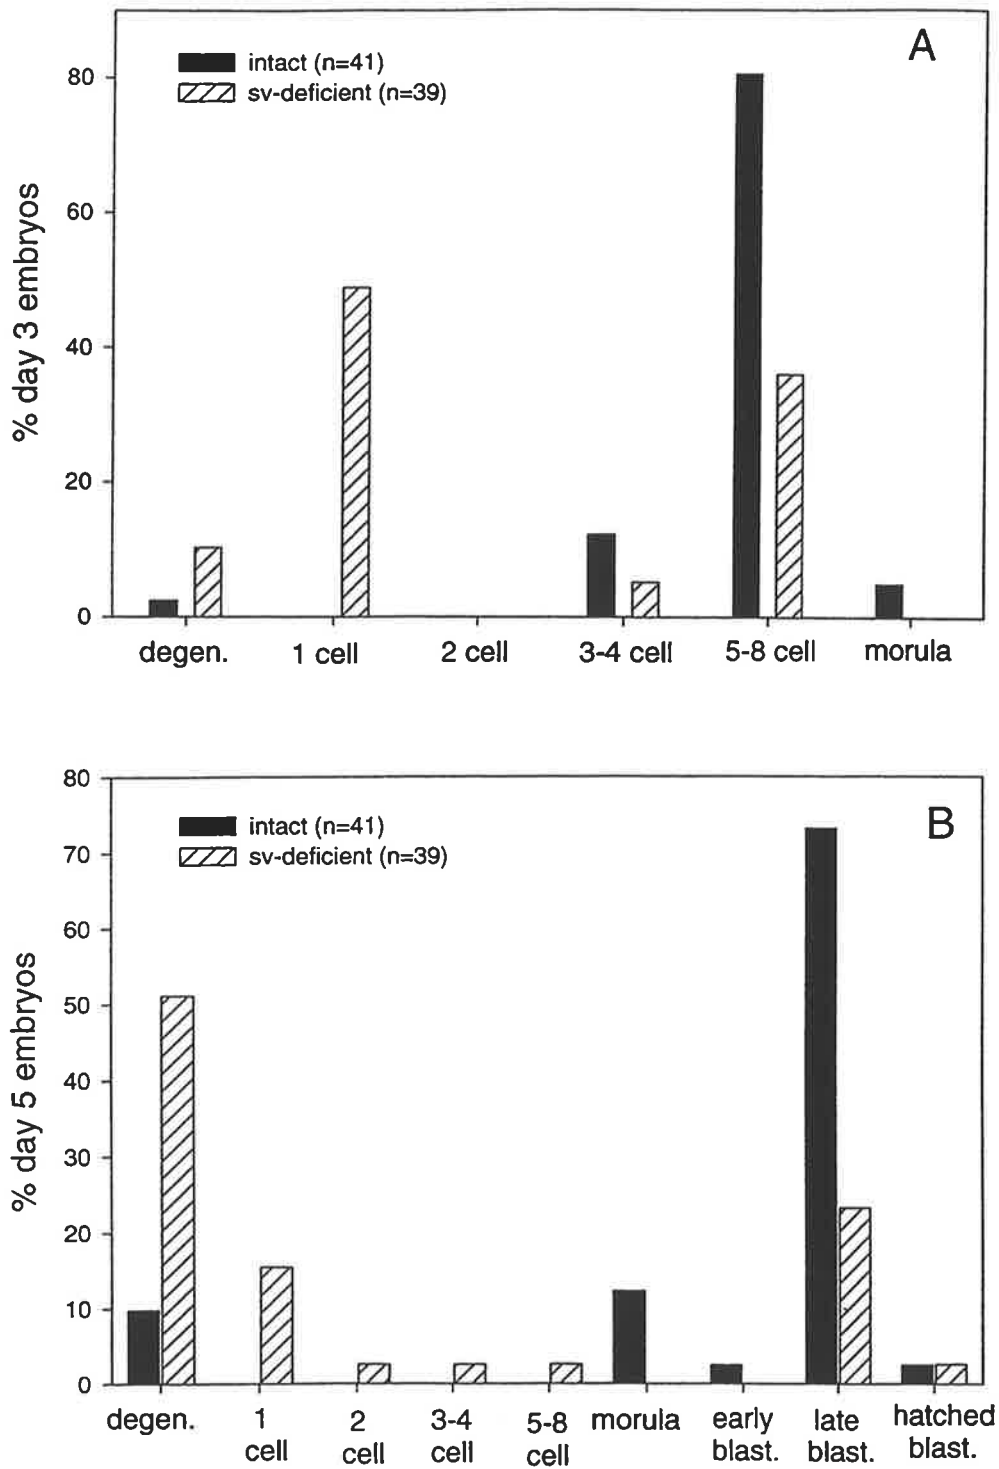 A
intact (n=41)
sv-deficient (n=39)
80
60
40
20
0
% day 3 embryos
degen. 1 cell 2 cell 3-4 cell 5-8 cell morula
B
intact (n=41)
sv-deficient (n=39)
80
70
60
50
40
30
20
10
0
% day 5 embryos
degen. 1 2 3-4 5-8 morula early late hatched
cell cell cell cell blast. blast. blast.